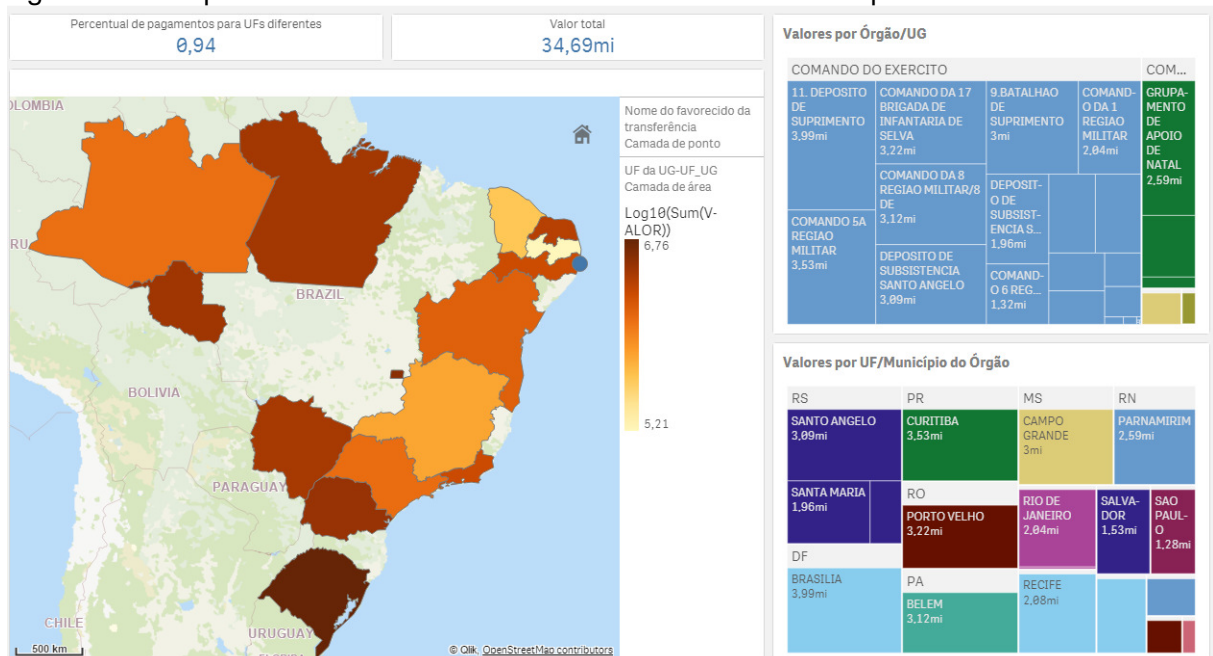 Percentual de pagamentos para UFs diferentes
0,94
Valor total
34,69mi
OLOMBIA
RU
BRAZIL
BOLIVIA
PARAGUAY
CHILE
URUGUAY
500 km
© Qlik, OpenStreetMap contributors
Nome do favorecido da
transferência
Camada de ponto
UF da UG-UF_UG
Camada de área
Log10(Sum(V-
ALOR))
6,76
5,21
Valores por Órgão/UG
COMANDO DO EXERCITO
COM...
11. DEPOSITO
DE
SUPRIMENTO
3,99mi
COMANDO 5A
REGIAO
MILITAR
3,53mi
COMANDO DA 17
BRIGADA DE
INFANTARIA DE
SELVA
3,22mi
COMANDO DA 8
REGIAO MILITAR/8
DE
3,12mi
DEPOSITO DE
SUBSISTENCIA
SANTO ANGELO
3,09mi
9.BATALHAO
DE
SUPRIMENTO
3mi
DEPOSIT-
O DE
SUBSIST-
ENCIA S...
1,96mi
COMAND-
O 6 REG...
1,32mi
COMAND-
O DA 1
REGIAO
MILITAR
2,04mi
GRUPA-
MENTO
DE
APOIO
DE
NATAL
2,59mi
Valores por UF/Município do Órgão
RS
SANTO ANGELO
3,09mi
SANTA MARIA
1,96mi
DF
BRASILIA
3,99mi
PR
CURITIBA
3,53mi
RO
PORTO VELHO
3,22mi
PA
BELEM
3,12mi
MS
CAMPO
GRANDE
3mi
RN
PARNAMIRIM
2,59mi
RIO DE
JANEIRO
2,04mi
SALVA-
DOR
1,53mi
SAO
PAUL-
O
1,28mi
RECIFE
2,08mi